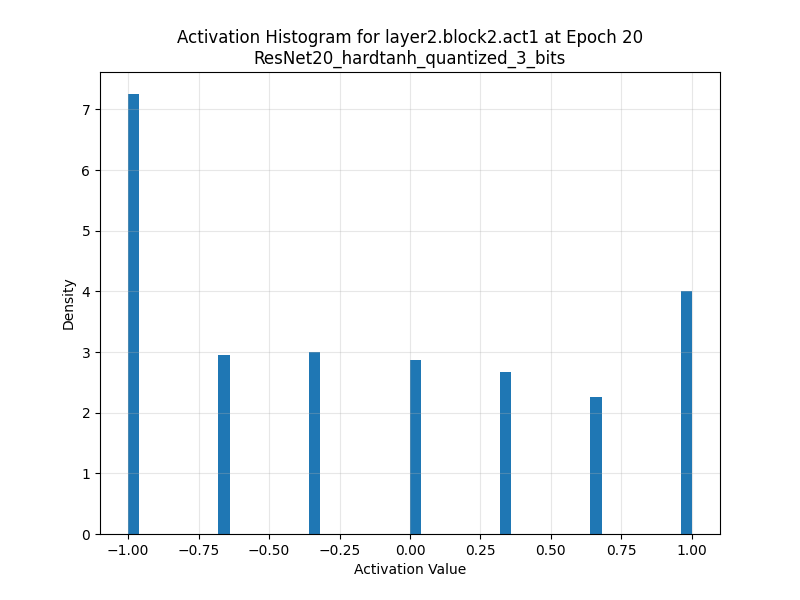 Activation Histogram for layer2.block2.act1 at Epoch 20
ResNet20_hardtanh_quantized_3_bits
Density
7
6
5
4
3
2
1
0
−1.00 −0.75 −0.50 −0.25 0.00 0.25 0.50 0.75 1.00
Activation Value